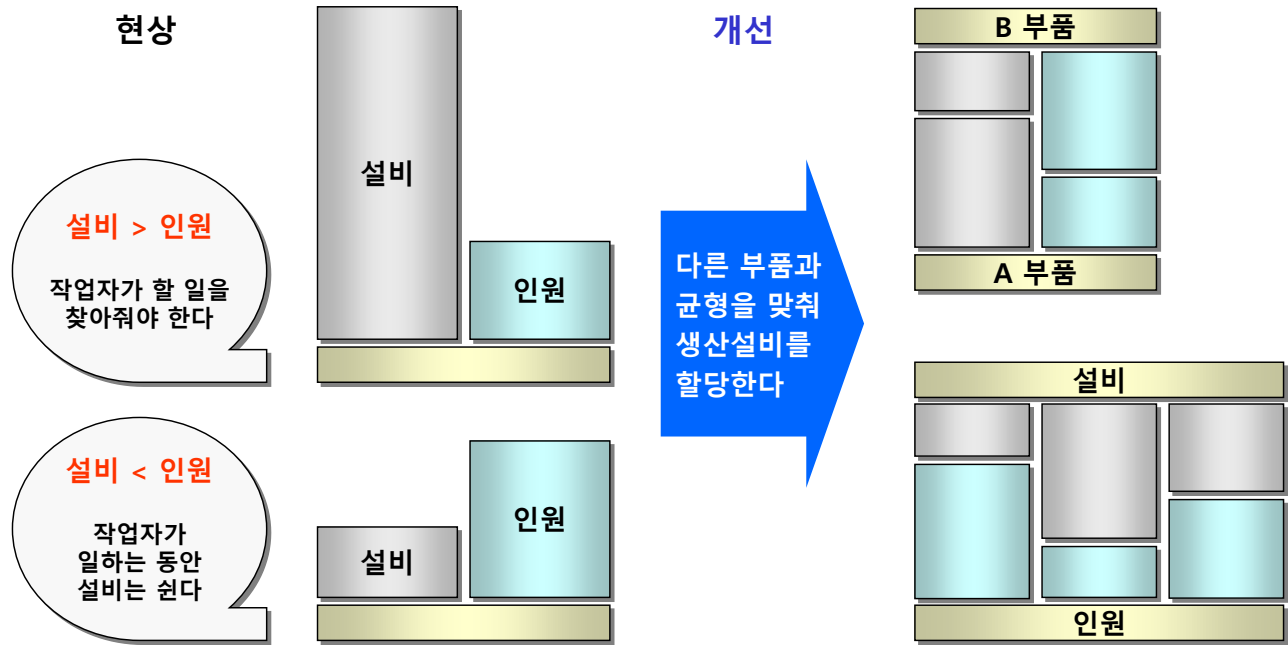 현상
개선
설비 > 인원
작업자가 할 일을
찾아줘야 한다
설비
인원
설비 < 인원
작업자가
일하는 동안
설비는 쉰다
설비
인원
다른 부품과
균형을 맞춰
생산설비를
할당한다
B 부품
A 부품
설비
인원